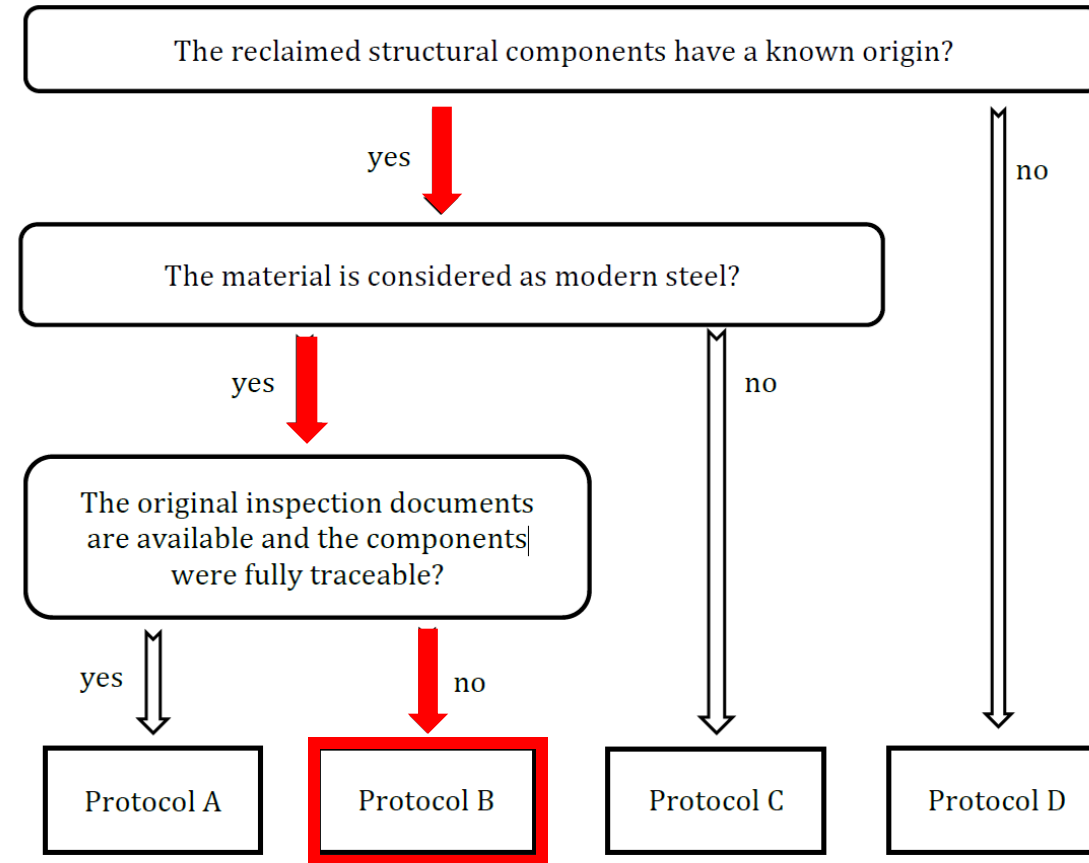 The reclaimed structural components have a known origin?
yes
no
The material is considered as modern steel?
yes
no
The original inspection documents
are available and the components
were fully traceable?
yes
no
Protocol A
Protocol B
Protocol C
Protocol D